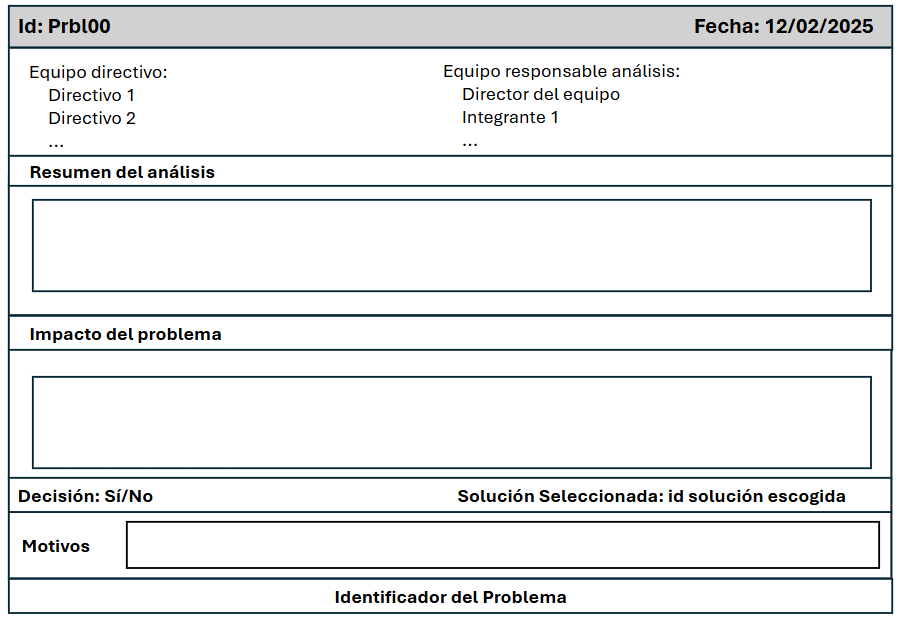 Id: Prbl00 Fecha: 12/02/2025
Equipo directivo:
Directivo 1
Directivo 2
...
Equipo responsable análisis:
Director del equipo
Integrante 1
...
Resumen del análisis
Impacto del problema
Decisión: Sí/No Solución Seleccionada: id solución escogida
Motivos
Identificador del Problema